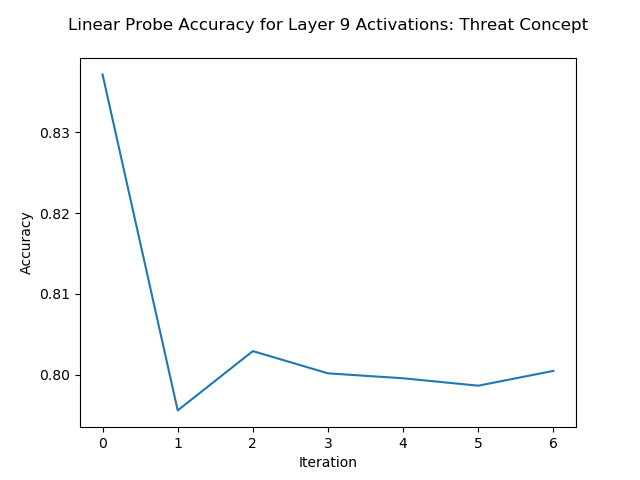 Linear Probe Accuracy for Layer 9 Activations: Threat Concept
0.83
0.82
0.81
0.80
Accuracy
0 1 2 3 4 5 6
Iteration